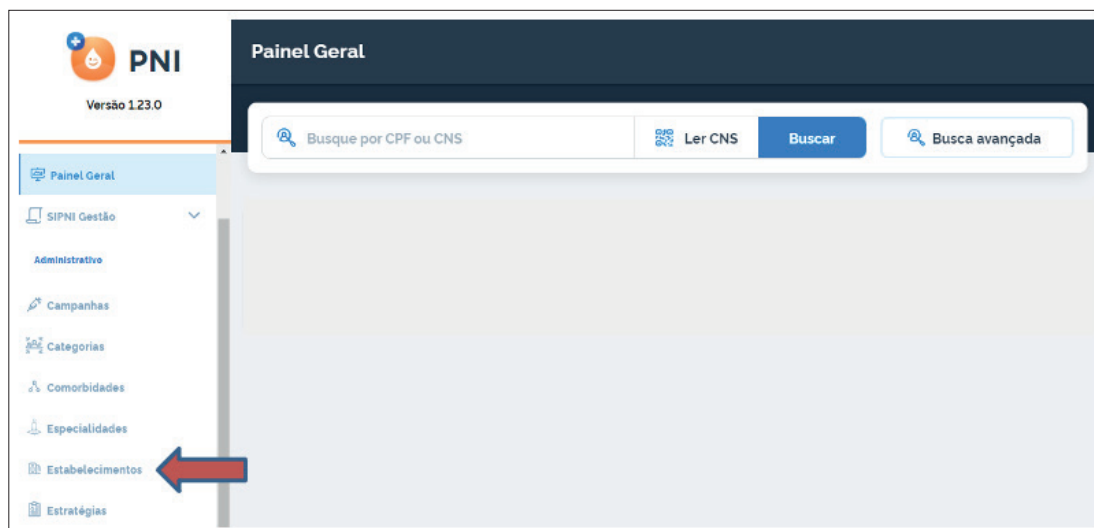 PNI
Versão 1.23.0
Painel Geral
SIPNI Gestão
Administrativo
Campanhas
Categorias
Comorbidades
Especialidades
Estabelecimentos
Estratégias
Painel Geral
Busque por CPF ou CNS
Ler CNS
Buscar
Busca avançada